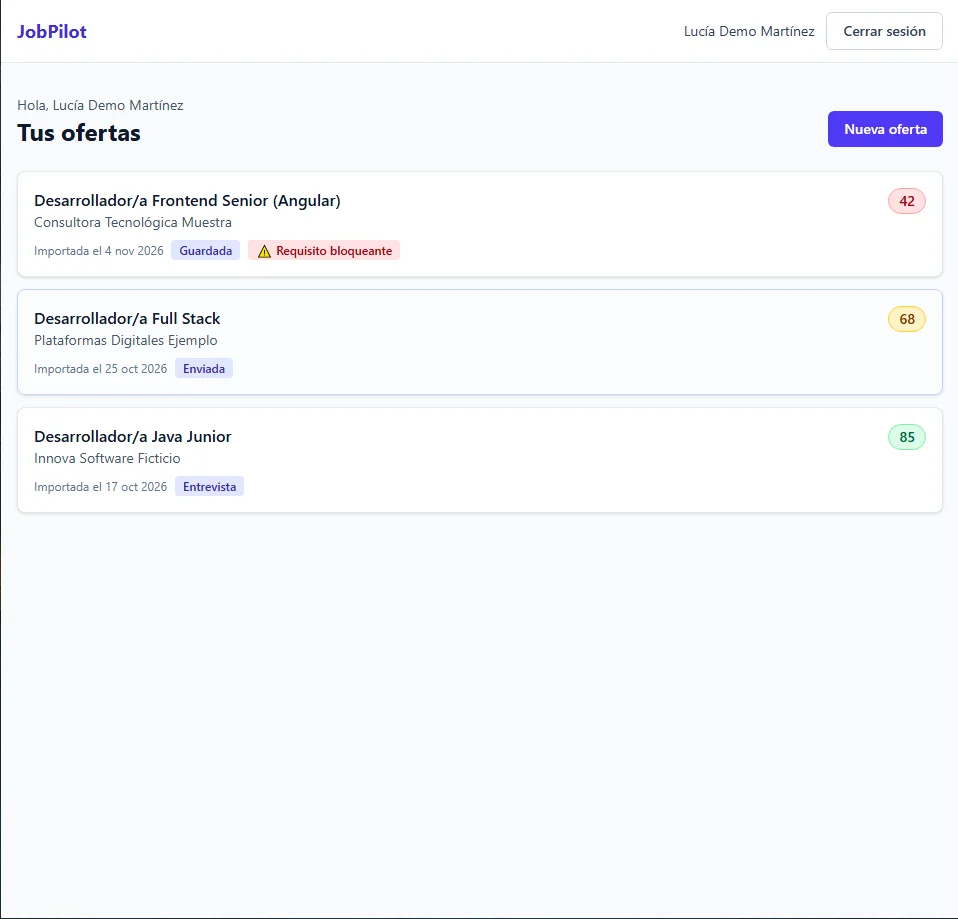 JobPilot
Lucía Demo Martínez
Cerrar sesión
Hola, Lucía Demo Martínez
Tus ofertas
Nueva oferta
Desarrollador/a Frontend Senior (Angular)
42
Consultora Tecnológica Muestra
Importada el 4 nov 2026 Guardada ⚠ Requisito bloqueante
Desarrollador/a Full Stack
68
Plataformas Digitales Ejemplo
Importada el 25 oct 2026 Enviada
Desarrollador/a Java Junior
85
Innova Software Ficticio
Importada el 17 oct 2026 Entrevista